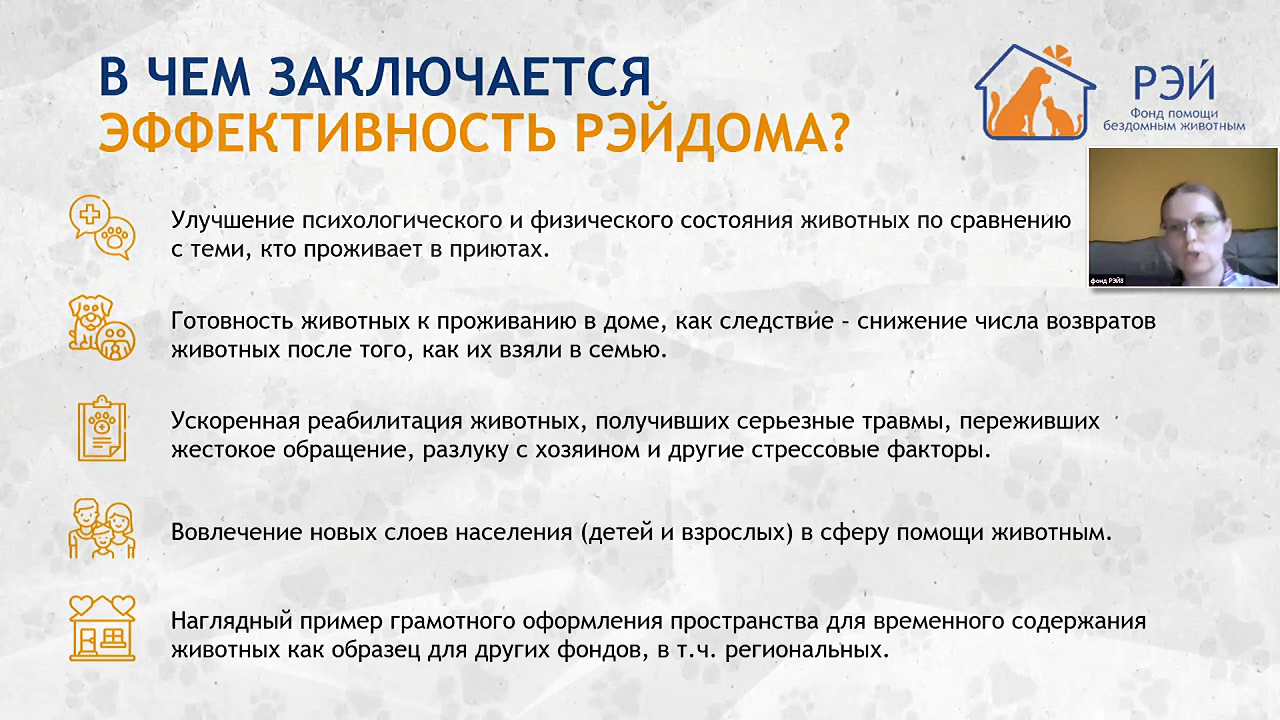 В ЧЕМ ЗАКЛЮЧАЕТСЯ
ЭФФЕКТИВНОСТЬ РЭЙДОМА?
РЭЙ
Фонд помощи
бездомным животным
фонд РЭЙ3
Улучшение психологического и физического состояния животных по сравнению
с теми, кто проживает в приютах.
Готовность животных к проживанию в доме, как следствие – снижение числа возвратов
животных после того, как их взяли в семью.
Ускоренная реабилитация животных, получивших серьезные травмы, переживших
жестокое обращение, разлуку с хозяином и другие стрессовые факторы.
Вовлечение новых слоев населения (детей и взрослых) в сферу помощи животным.
Наглядный пример грамотного оформления пространства для временного содержания
животных как образец для других фондов, в т.ч. региональных.